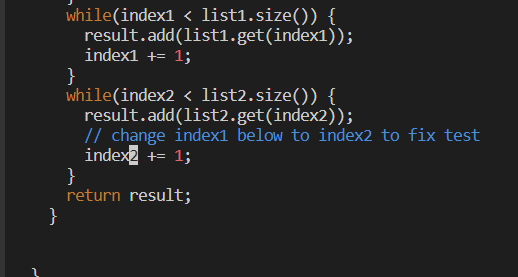 }
while(index1 < list1.size()) {
result.add(list1.get(index1));
index1 += 1;
}
while(index2 < list2.size()) {
result.add(list2.get(index2));
// change index1 below to index2 to fix test
index2 += 1;
}
return result;
}
}